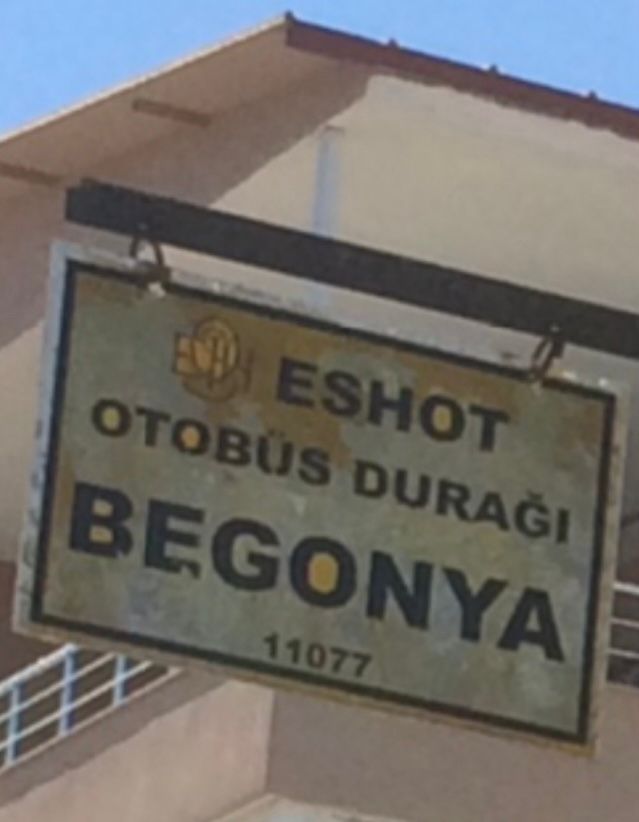 ESHOT
OTOBÜS DURAĞI
BEGONYA
11077